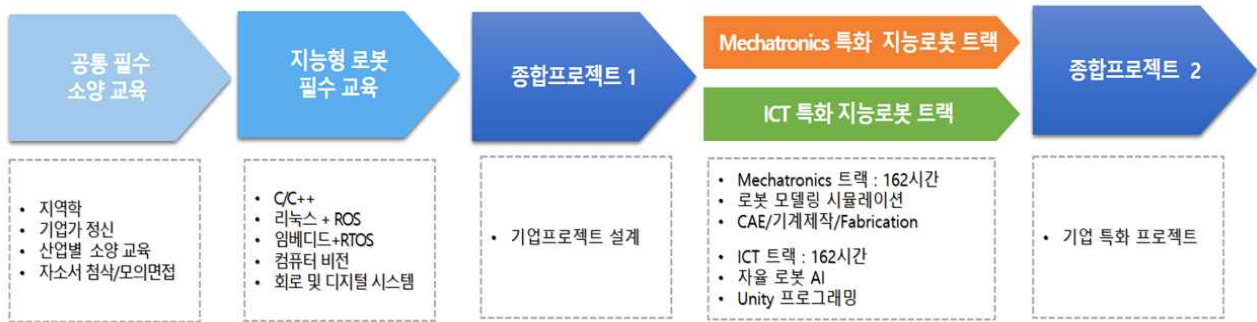 공통 필수
소양 교육
지능형 로봇
필수 교육
종합프로젝트 1
Mechatronics 특화 지능로봇 트랙
ICT 특화 지능로봇 트랙
종합프로젝트 2
• 지역학
• 기업가 정신
• 산업별 소양 교육
• 자소서 첨삭/모의면접
• C/C++
• 리눅스 + ROS
• 임베디드+RTOS
• 컴퓨터 비전
• 회로 및 디지털 시스템
• 기업프로젝트 설계
• Mechatronics 트랙 : 162시간
• 로봇 모델링 시뮬레이션
• CAE/기계제작/Fabrication
• ICT 트랙 : 162시간
• 자율 로봇 AI
• Unity 프로그래밍
• 기업 특화 프로젝트